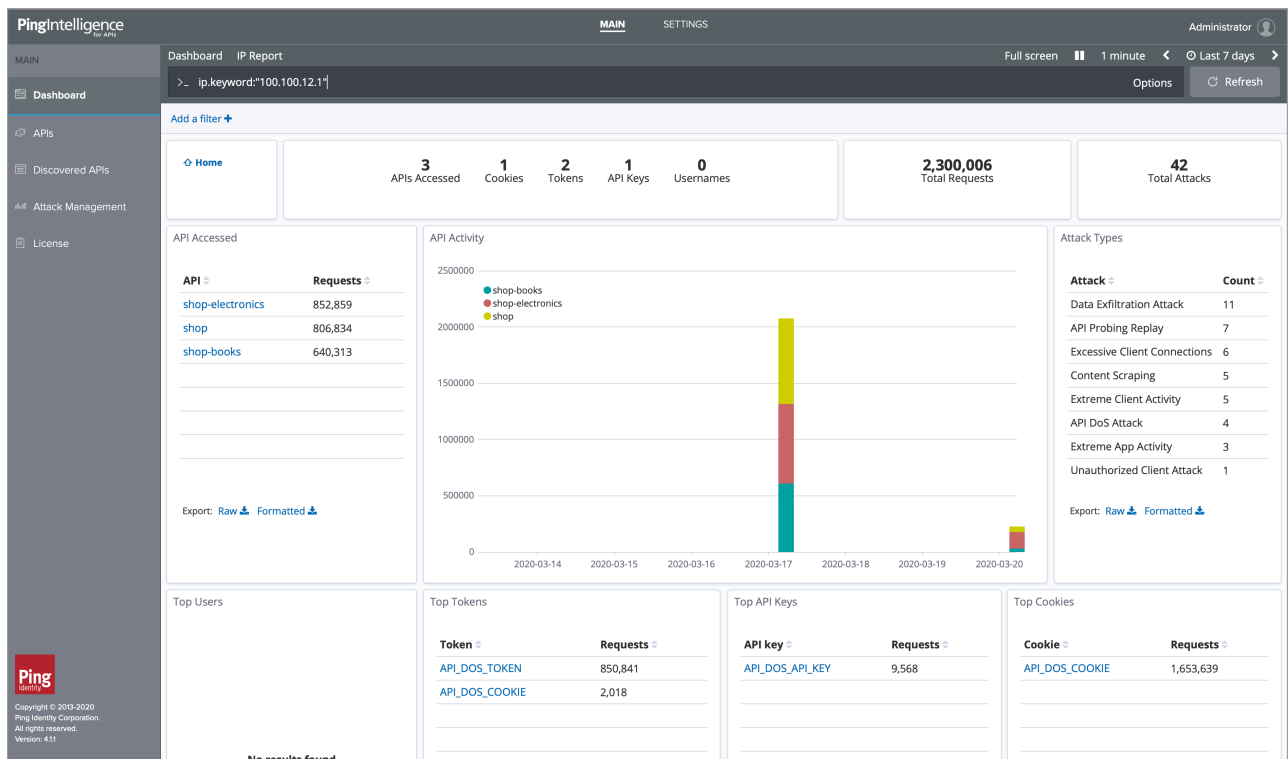 PingIntelligence
for APIs
MAIN SETTINGS
Administrator
MAIN
Dashboard
APIs
Discovered APIs
Attack Management
License
Dashboard IP Report
Full screen 1 minute Last 7 days
>_ ip.keyword:"100.100.12.1"
Options Refresh
Add a filter +
Home
3 1 2 1 0
APIs Accessed Cookies Tokens API Keys Usernames
2,300,006
Total Requests
42
Total Attacks
API Accessed
API Requests
shop-electronics 852,859
shop 806,834
shop-books 640,313
Export: Raw Formatted
API Activity
2500000
shop-books
shop-electronics
shop
2000000
1500000
1000000
500000
0
2020-03-14 2020-03-15 2020-03-16 2020-03-17 2020-03-18 2020-03-19 2020-03-20
Attack Types
Attack Count
Data Exfiltration Attack 11
API Probing Replay 7
Excessive Client Connections 6
Content Scraping 5
Extreme Client Activity 5
API DoS Attack 4
Extreme App Activity 3
Unauthorized Client Attack 1
Export: Raw Formatted
Top Users
No results found
Top Tokens
Token Requests
API_DOS_TOKEN 850,841
API_DOS_COOKIE 2,018
Top API Keys
API key Requests
API_DOS_API_KEY 9,568
Top Cookies
Cookie Requests
API_DOS_COOKIE 1,653,639
Ping
Identity
Copyright © 2013-2020
Ping Identity Corporation.
All rights reserved.
Version: 4.1.1